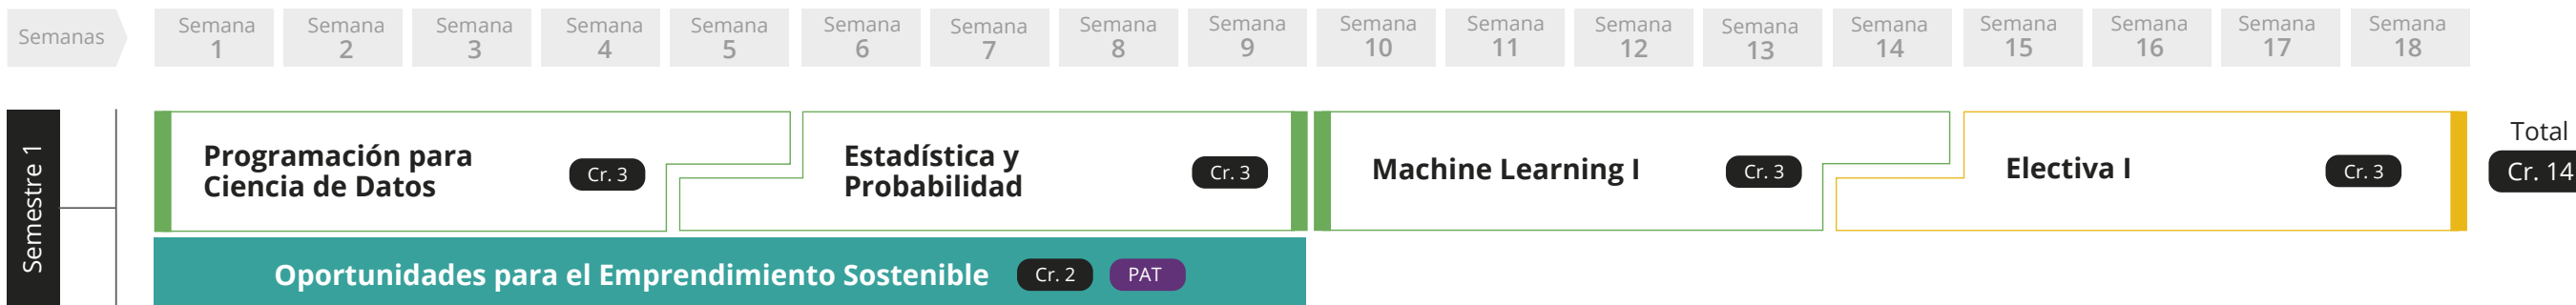 Semanas
Semana
1
Semana
2
Semana
3
Semana
4
Semana
5
Semana
6
Semana
7
Semana
8
Semana
9
Semana
10
Semana
11
Semana
12
Semana
13
Semana
14
Semana
15
Semana
16
Semana
17
Semana
18
Semestre 1
Programación para
Ciencia de Datos
Cr. 3
Estadística y
Probabilidad
Cr. 3
Machine Learning I
Cr. 3
Electiva I
Cr. 3
Total
Cr. 14
Oportunidades para el Emprendimiento Sostenible
Cr. 2
PAT